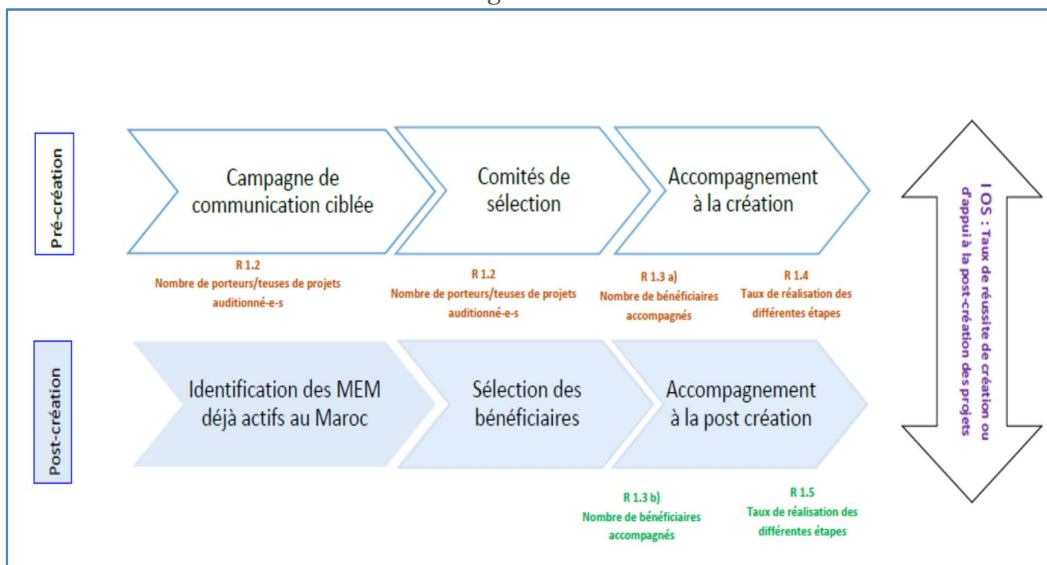 g
Pré-création
Campagne de
communication ciblée
Comités de
sélection
Accompagnement
à la création
R 1.2
Nombre de porteurs/teuses de projets
auditionné-e-s
R 1.2
Nombre de porteurs/teuses de projets
auditionné-e-s
R 1.3 a)
Nombre de bénéficiaires
accompagnés
R 1.4
Taux de réalisation des
différentes étapes
Post-création
Identification des MEM
déjà actifs au Maroc
Sélection des
bénéficiaires
Accompagnement
à la post création
R 1.3 b)
Nombre de bénéficiaires
accompagnés
R 1.5
Taux de réalisation des
différentes étapes
I OS : Taux de réussite de création ou
d'appui à la post-création des projets